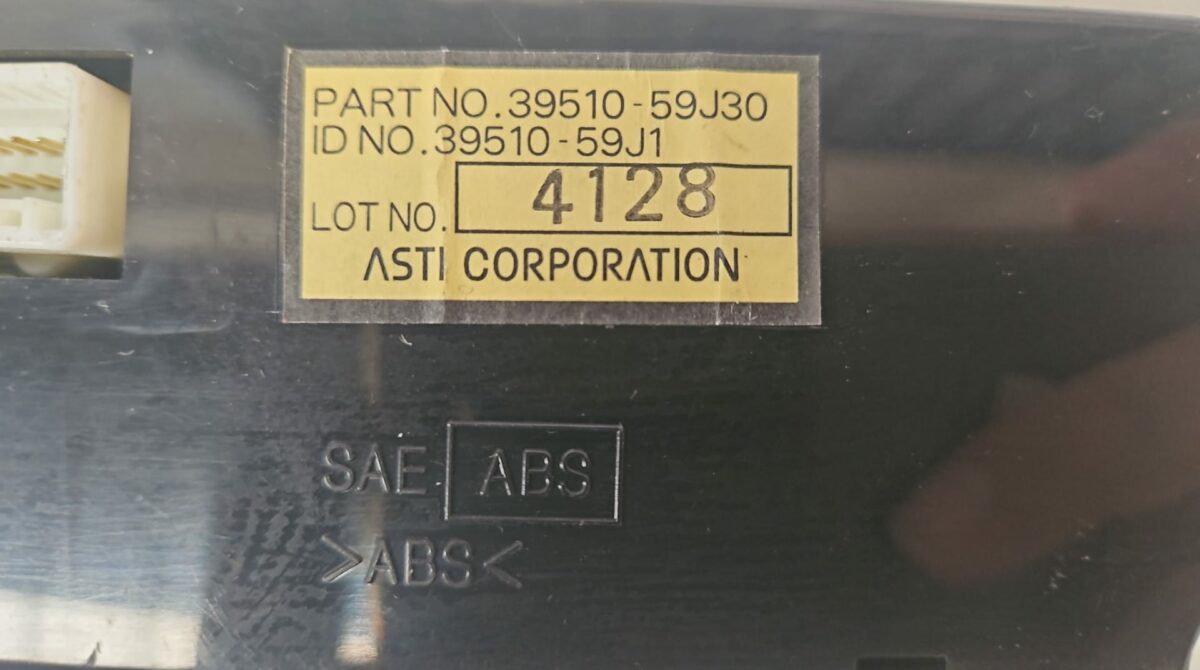 PART NO. 39510-59J30
ID NO. 39510-59J1
LOT NO. 4128
ASTI CORPORATION
SAE ABS
>ABS<